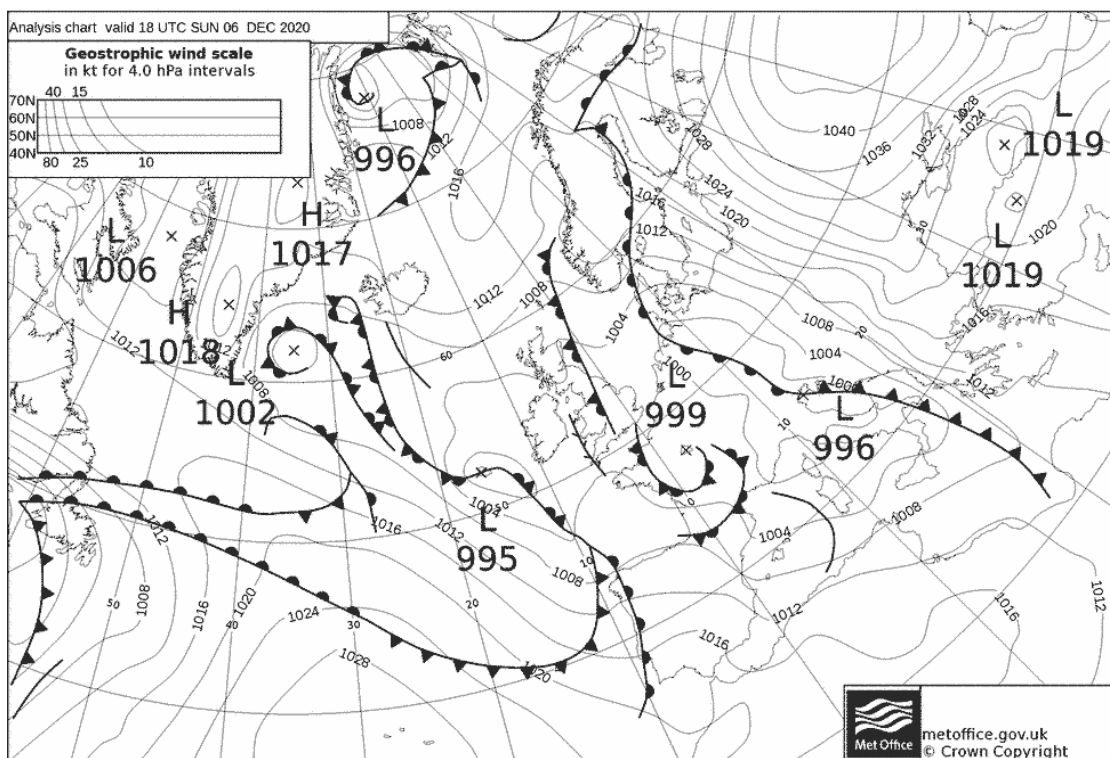 Analysis chart valid 18 UTC SUN 06 DEC 2020
Geostrophic wind scale
in kt for 4.0 hPa intervals
40 15
70N
60N
50N
40N
80 25 10
L
996
1008
1012
1016
H
1017
L
1006
H
1018
L
1002
1008
1012
1040
1036
1032
1028
1024
L
1019
L
1019
1020
1016
1012
1028
1024
1020
1016
1012
1012
1008
1004
1000
L
999
1008
1004
20
L
996
1012
60
10
1004
L
995
1016
1012
1012
1008
1016
1020
1024
1028
50
40
30
20
10
1008
1020
1016
1012
1004
1008
1016
1012
Met Office
metoffice.gov.uk
© Crown Copyright